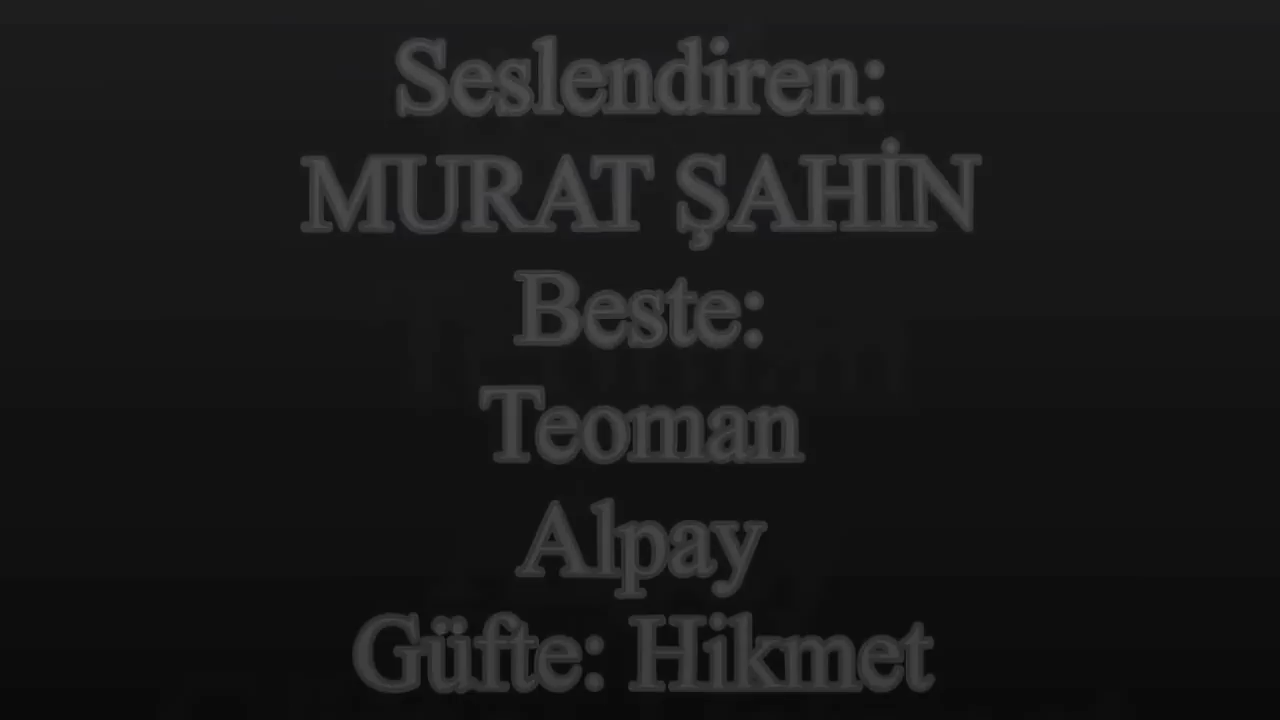 Seslendiren:
MURAT ŞAHİN
Beste:
Teoman
Alpay
Güfte: Hikmet